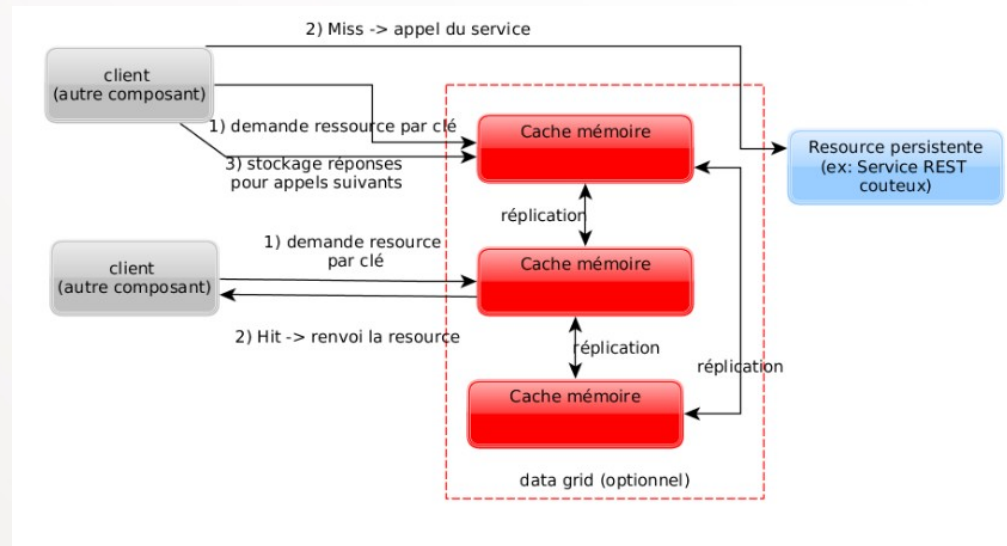 2) Miss -> appel du service
client
(autre composant)
1) demande ressource par clé
3) stockage réponses
pour appels suivants
Cache mémoire
Resource persistente
(ex: Service REST
couteux)
réplication
1) demande resource
par clé
client
(autre composant)
Cache mémoire
2) Hit -> renvoi la resource
réplication
réplication
Cache mémoire
data grid (optionnel)